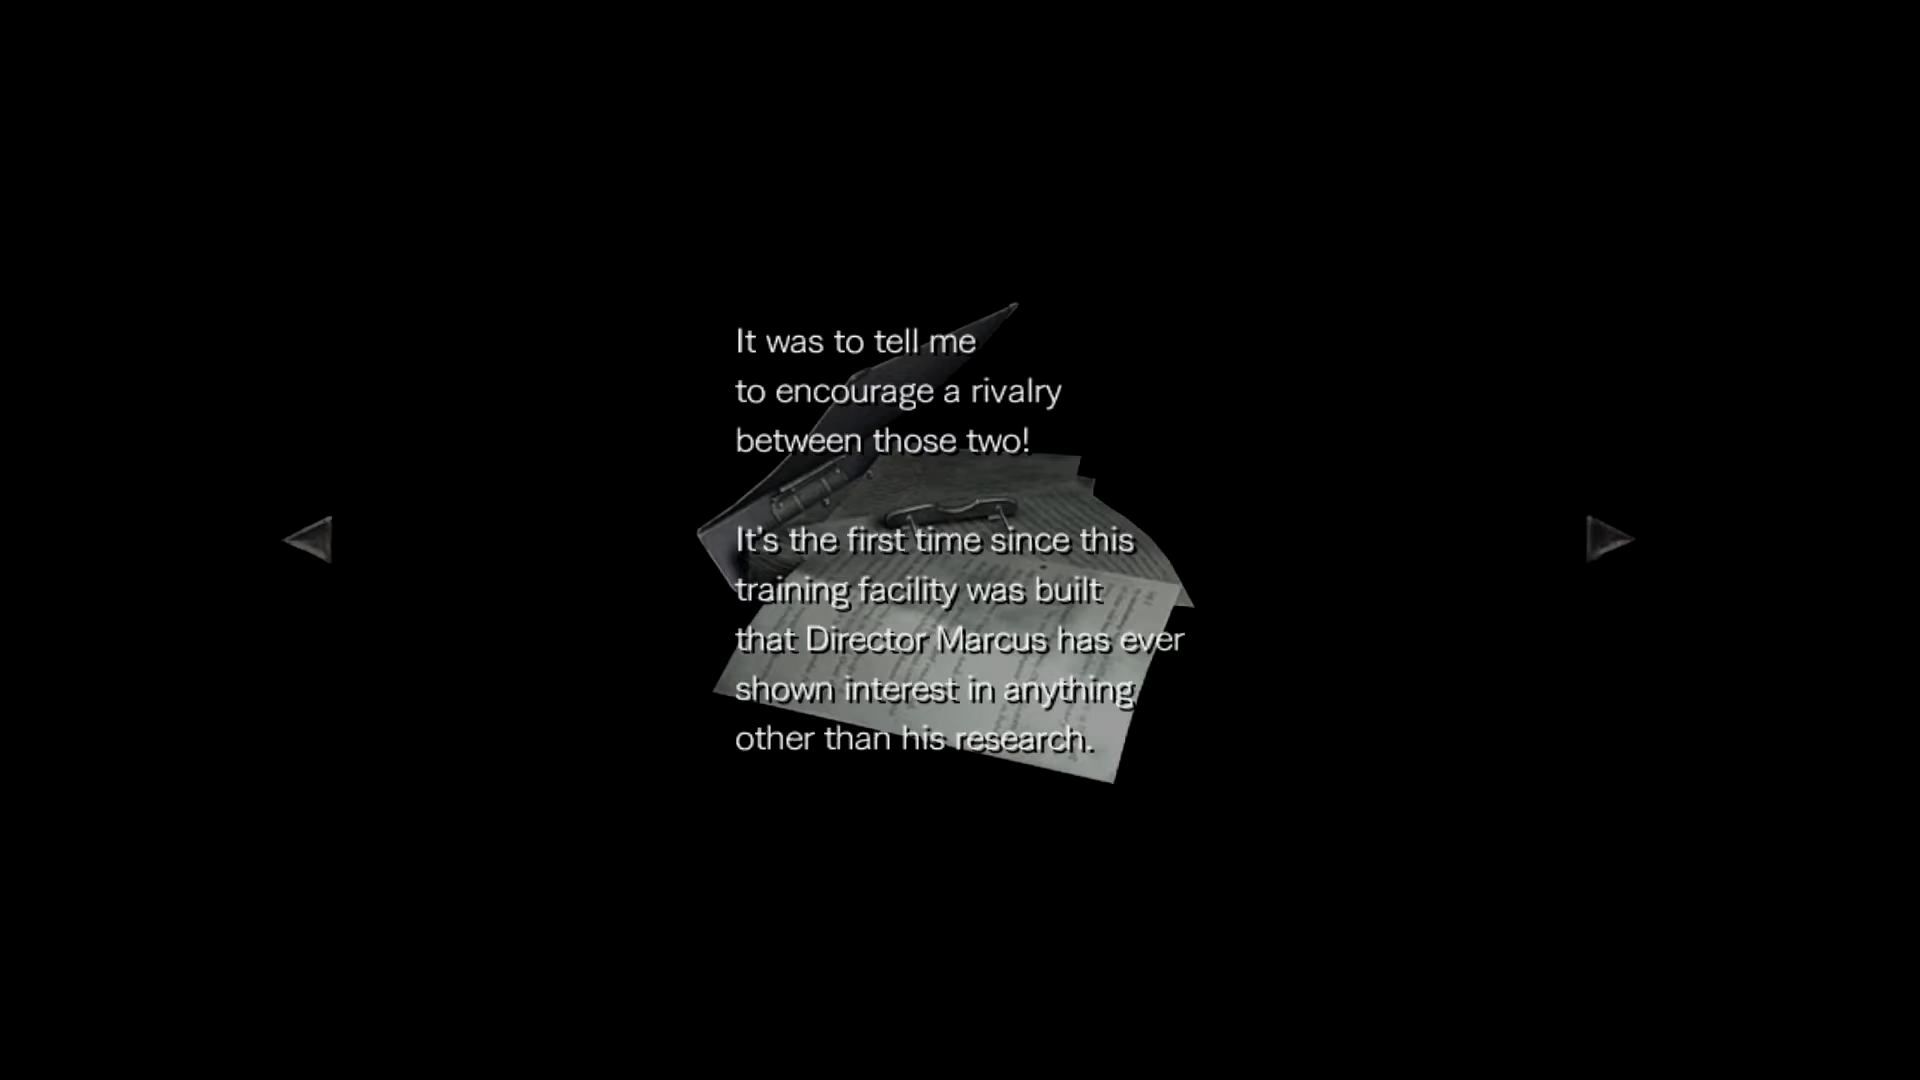 It was to tell me
to encourage a rivalry
between those two!
It's the first time since this
training facility was built
that Director Marcus has ever
shown interest in anything
other than his research.